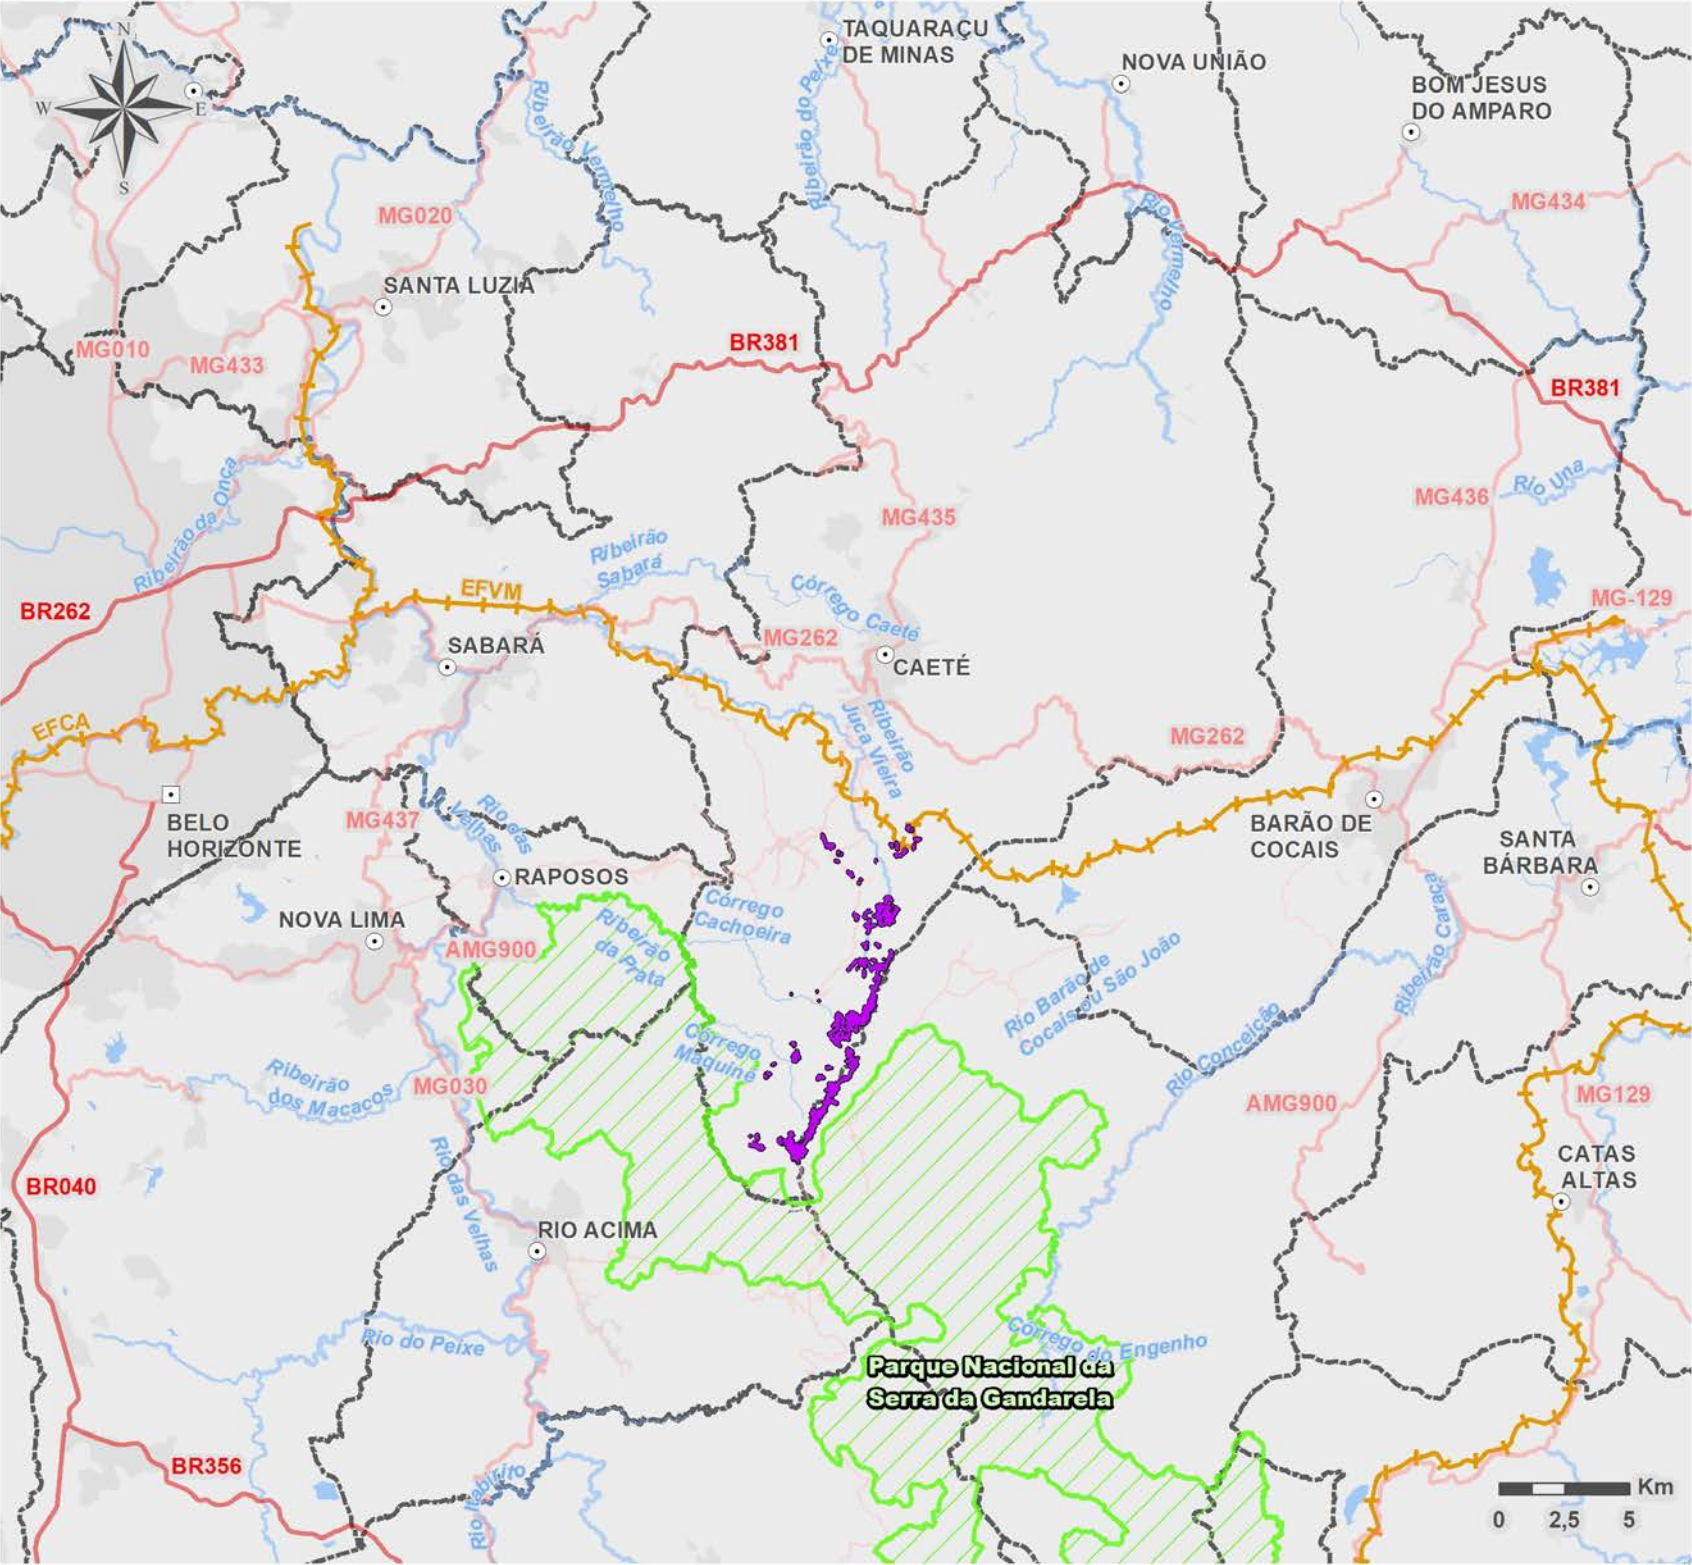 N
TAQUARAÇU
DE MINAS
NOVA UNIÃO
BOM JESUS
DO AMPARO
W
E
S
Ribeirão Vermelho
Ribeirão do Peixe
Rio Vermelho
MG434
MG020
SANTA LUZIA
MG010
MG433
BR381
BR381
Ribeirão da Onça
MG435
MG436
Rio Una
Ribeirão
Sabará
Córrego Caeté
EFVM
BR262
MG-129
SABARÁ
MG262
CAETÉ
EFCA
Ribeirão
Juca Vieira
MG262
BELO
HORIZONTE
MG437
Rio das
Velhas
BARÃO DE
COCAIS
SANTA
BÁRBARA
RAPOSOS
NOVA LIMA
Córrego
Cachoeira
AMG900
Ribeirão
da Prata
Ribeirão Caraça
Rio Barão de
Cocais ou São João
Rio Conceição
Córrego
Maquiné
Ribeirão
dos Macacos
MG030
AMG900
MG129
CATAS
ALTAS
Rio das Velhas
BR040
RIO ACIMA
Rio do Peixe
Córrego do Engenho
Parque Nacional da
Serra da Gandarela
BR356
Rio Itabirito
Km
0 2,5 5